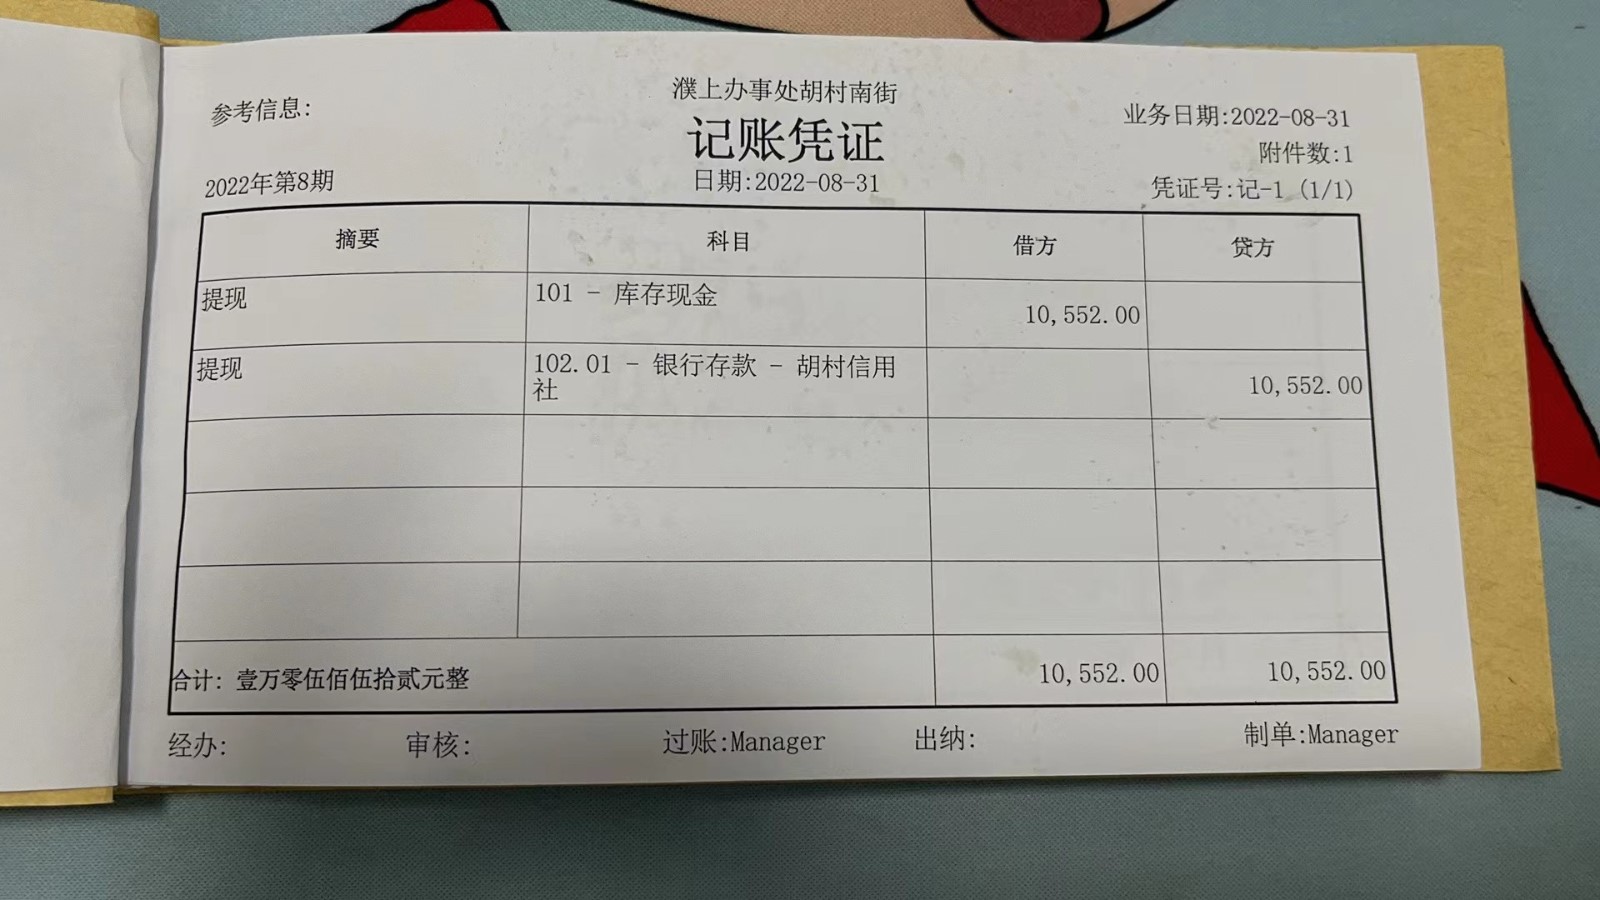 濮上办事处胡村南街
参考信息:
业务日期:2022-08-31
记账凭证
附件数:1
2022年第8期
日期:2022-08-31
凭证号:记-1 (1/1)
摘要 科目 借方 贷方
提现 101 - 库存现金 10,552.00
提现 102.01 - 银行存款 - 胡村信用
社 10,552.00
合计: 壹万零伍佰伍拾贰元整 10,552.00 10,552.00
经办: 审核: 过账:Manager 出纳: 制单:Manager